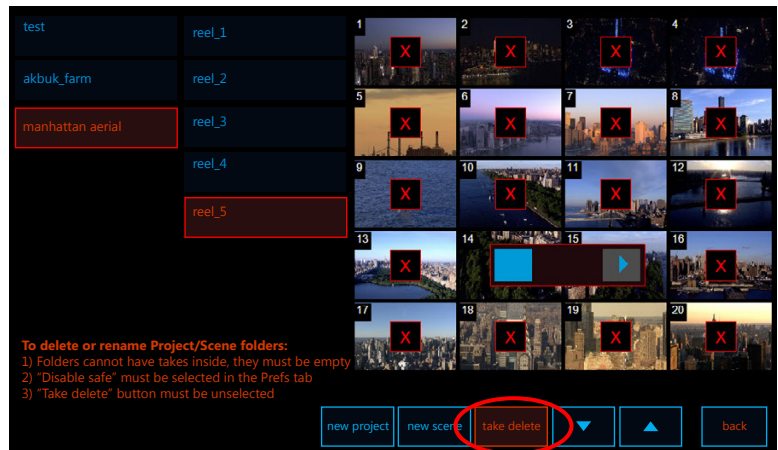 test
akbuk_farm
manhattan aerial
reel_1
reel_2
reel_3
reel_4
reel_5
1 2 3 4
X X X X
5 6 7 8
X X X X
9 10 11 12
X X X X
13 14 15 16
X X
17 18 19 20
X X X X
To delete or rename Project/Scene folders:
1) Folders cannot have takes inside, they must be empty
2) "Disable safe" must be selected in the Prefs tab
3) "Take delete" button must be unselected
new project new scene take delete back